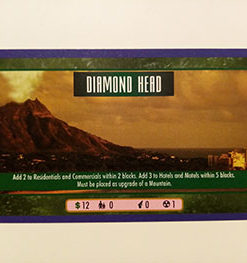 DIAMOND HEAD
Add 2 to Residentials and Commercials within 2 blocks. Add 3 to Hotels and Motels within 5 blocks.
Must be placed as upgrade of a Mountain.
$12 0 0 1